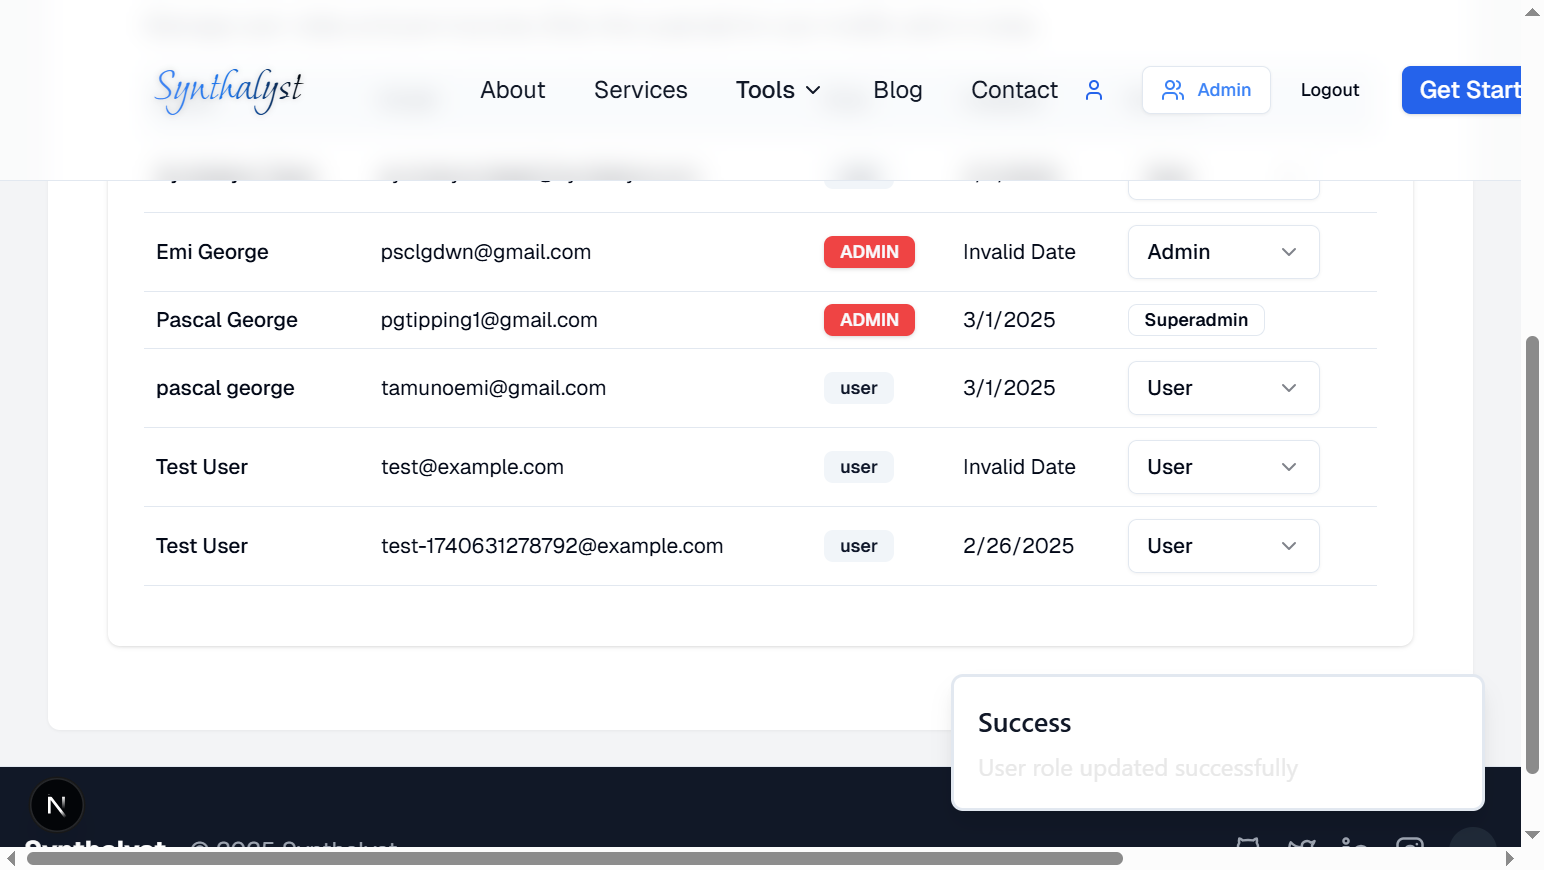 Synthalyst About Services Tools Blog Contact Admin Logout Get Start
Emi George psclgdwn@gmail.com ADMIN Invalid Date Admin
Pascal George pgtipping1@gmail.com ADMIN 3/1/2025 Superadmin
pascal george tamunoemi@gmail.com user 3/1/2025 User
Test User test@example.com user Invalid Date User
Test User test-1740631278792@example.com user 2/26/2025 User
Success
User role updated successfully
N
Synthalyst © 2025 Synthalyst